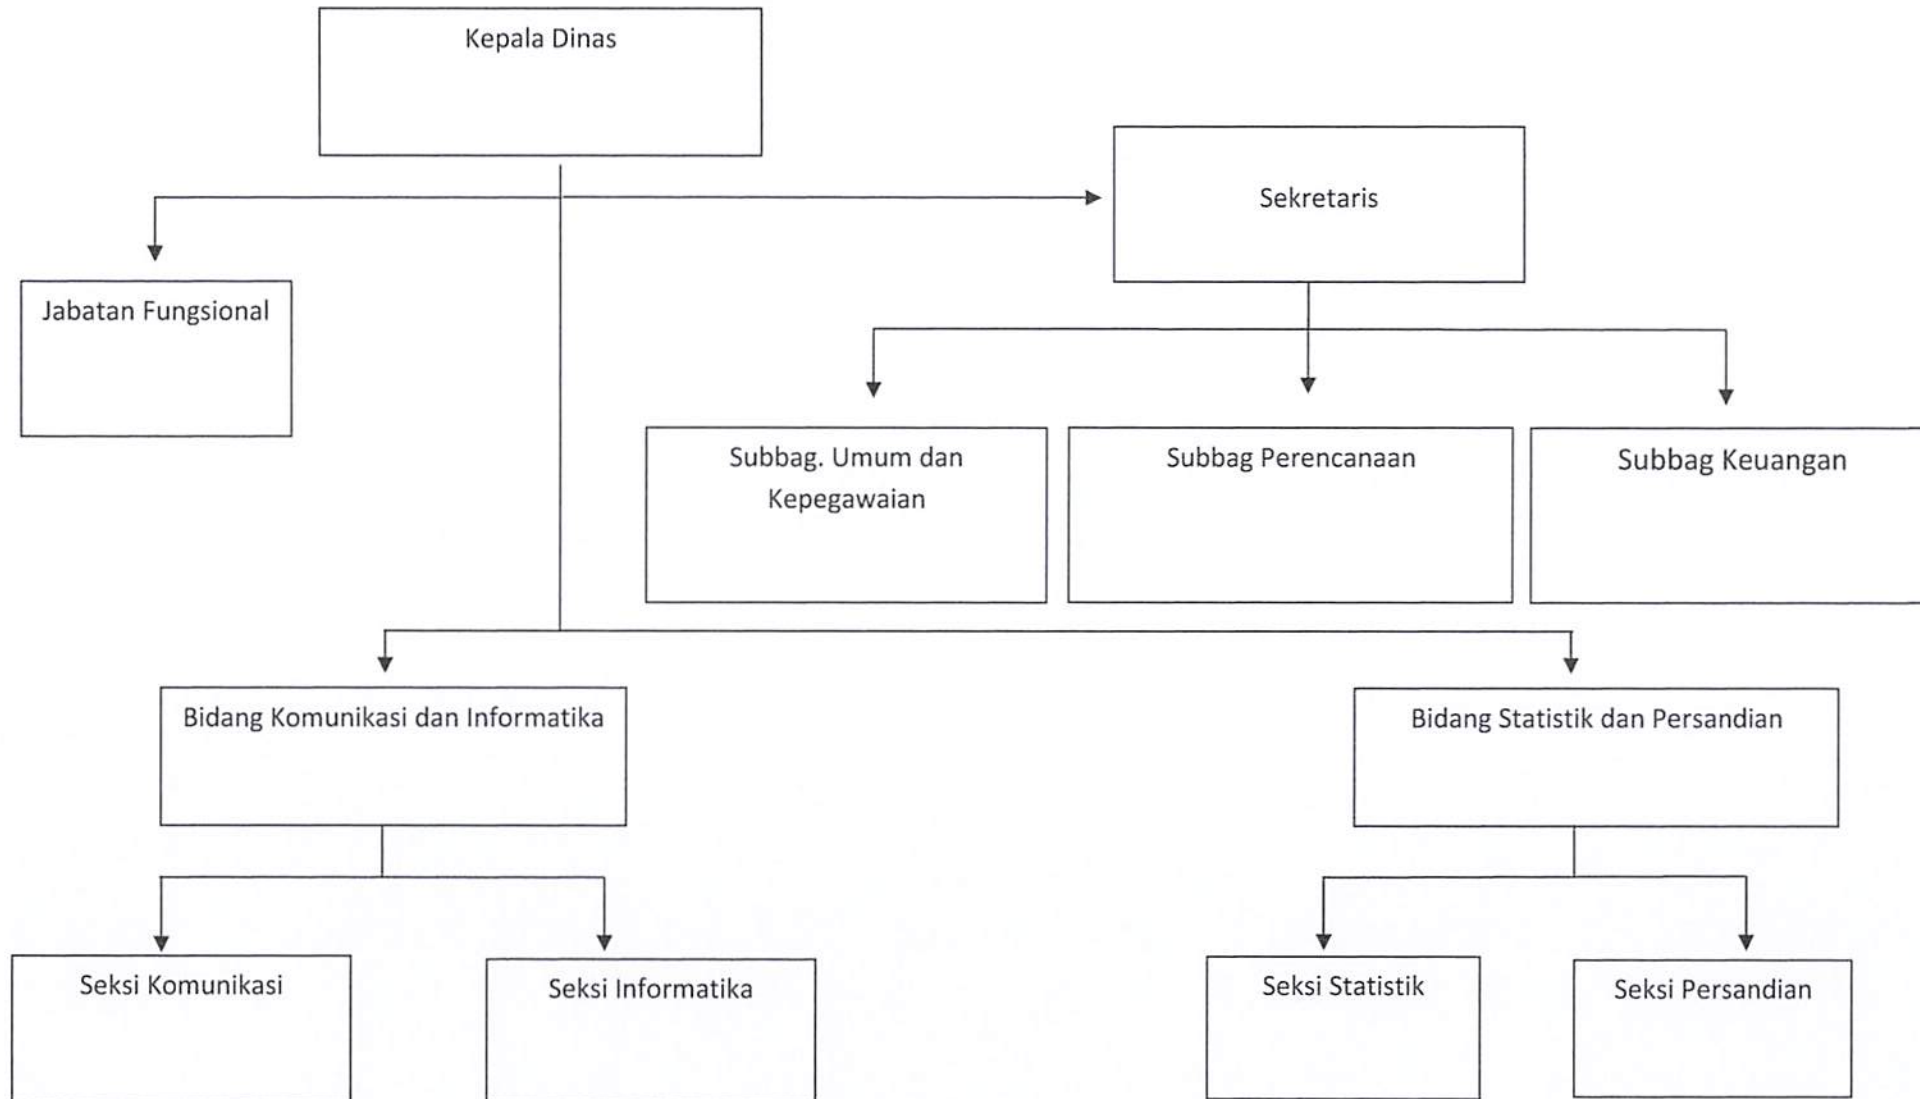 Kepala Dinas
Sekretaris
Jabatan Fungsional
Subbag. Umum dan
Kepegawaian
Subbag Perencanaan
Subbag Keuangan
Bidang Komunikasi dan Informatika
Bidang Statistik dan Persandian
Seksi Komunikasi
Seksi Informatika
Seksi Statistik
Seksi Persandian